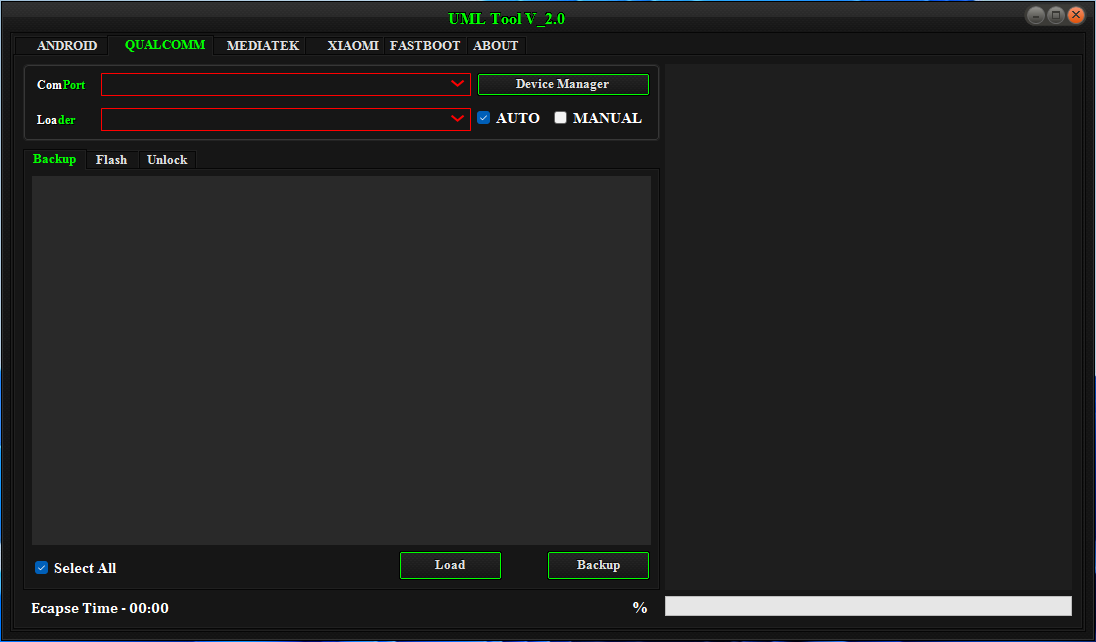 UML Tool V_2.0
ANDROID QUALCOMM MEDIATEK XIAOMI FASTBOOT ABOUT
ComPort Device Manager
Loader AUTO MANUAL
Backup Flash Unlock
Select All Load Backup
Ecapse Time - 00:00 %